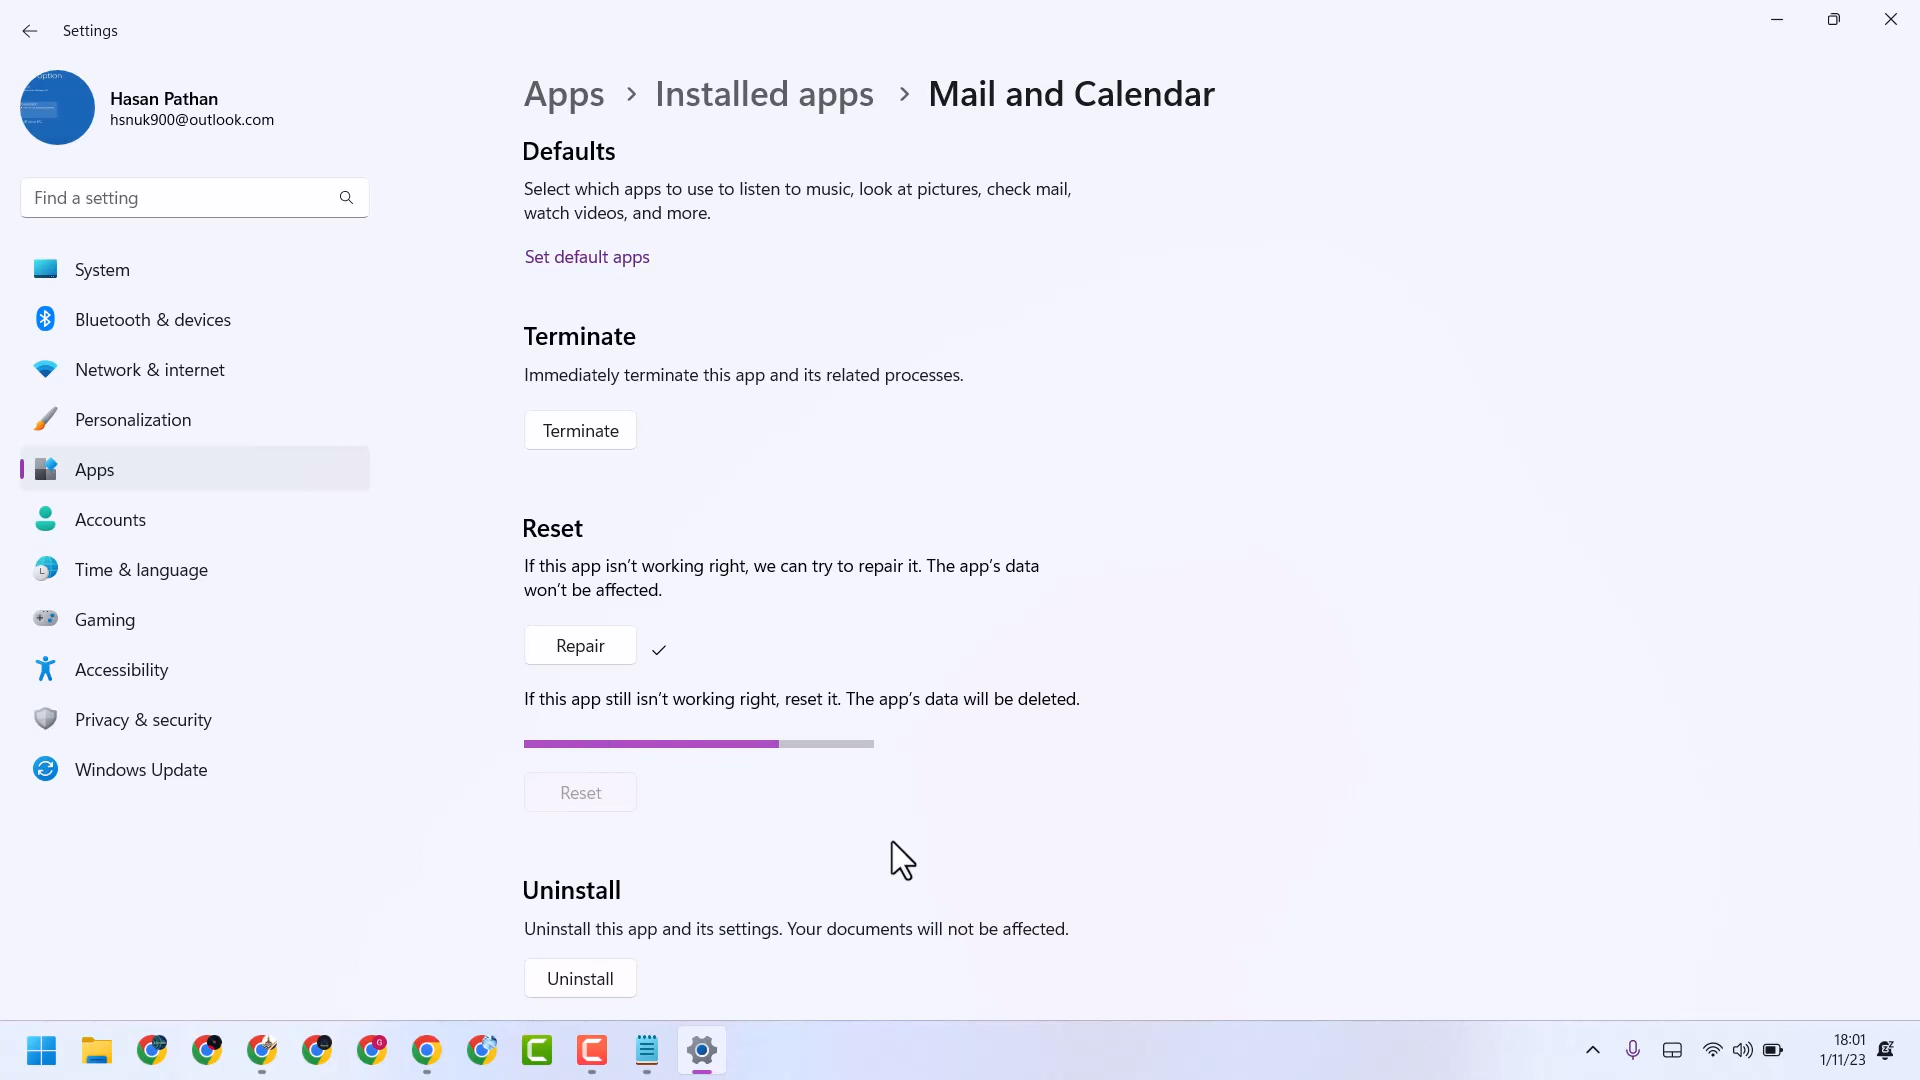 Settings
Hasan Pathan
hsnuk900@outlook.com
Find a setting
System
Bluetooth & devices
Network & internet
Personalization
Apps
Accounts
Time & language
Gaming
Accessibility
Privacy & security
Windows Update
Apps > Installed apps > Mail and Calendar
Defaults
Select which apps to use to listen to music, look at pictures, check mail,
watch videos, and more.
Set default apps
Terminate
Immediately terminate this app and its related processes.
Terminate
Reset
If this app isn't working right, we can try to repair it. The app's data
won't be affected.
Repair
If this app still isn't working right, reset it. The app's data will be deleted.
Reset
Uninstall
Uninstall this app and its settings. Your documents will not be affected.
Uninstall
18:01
1/11/23